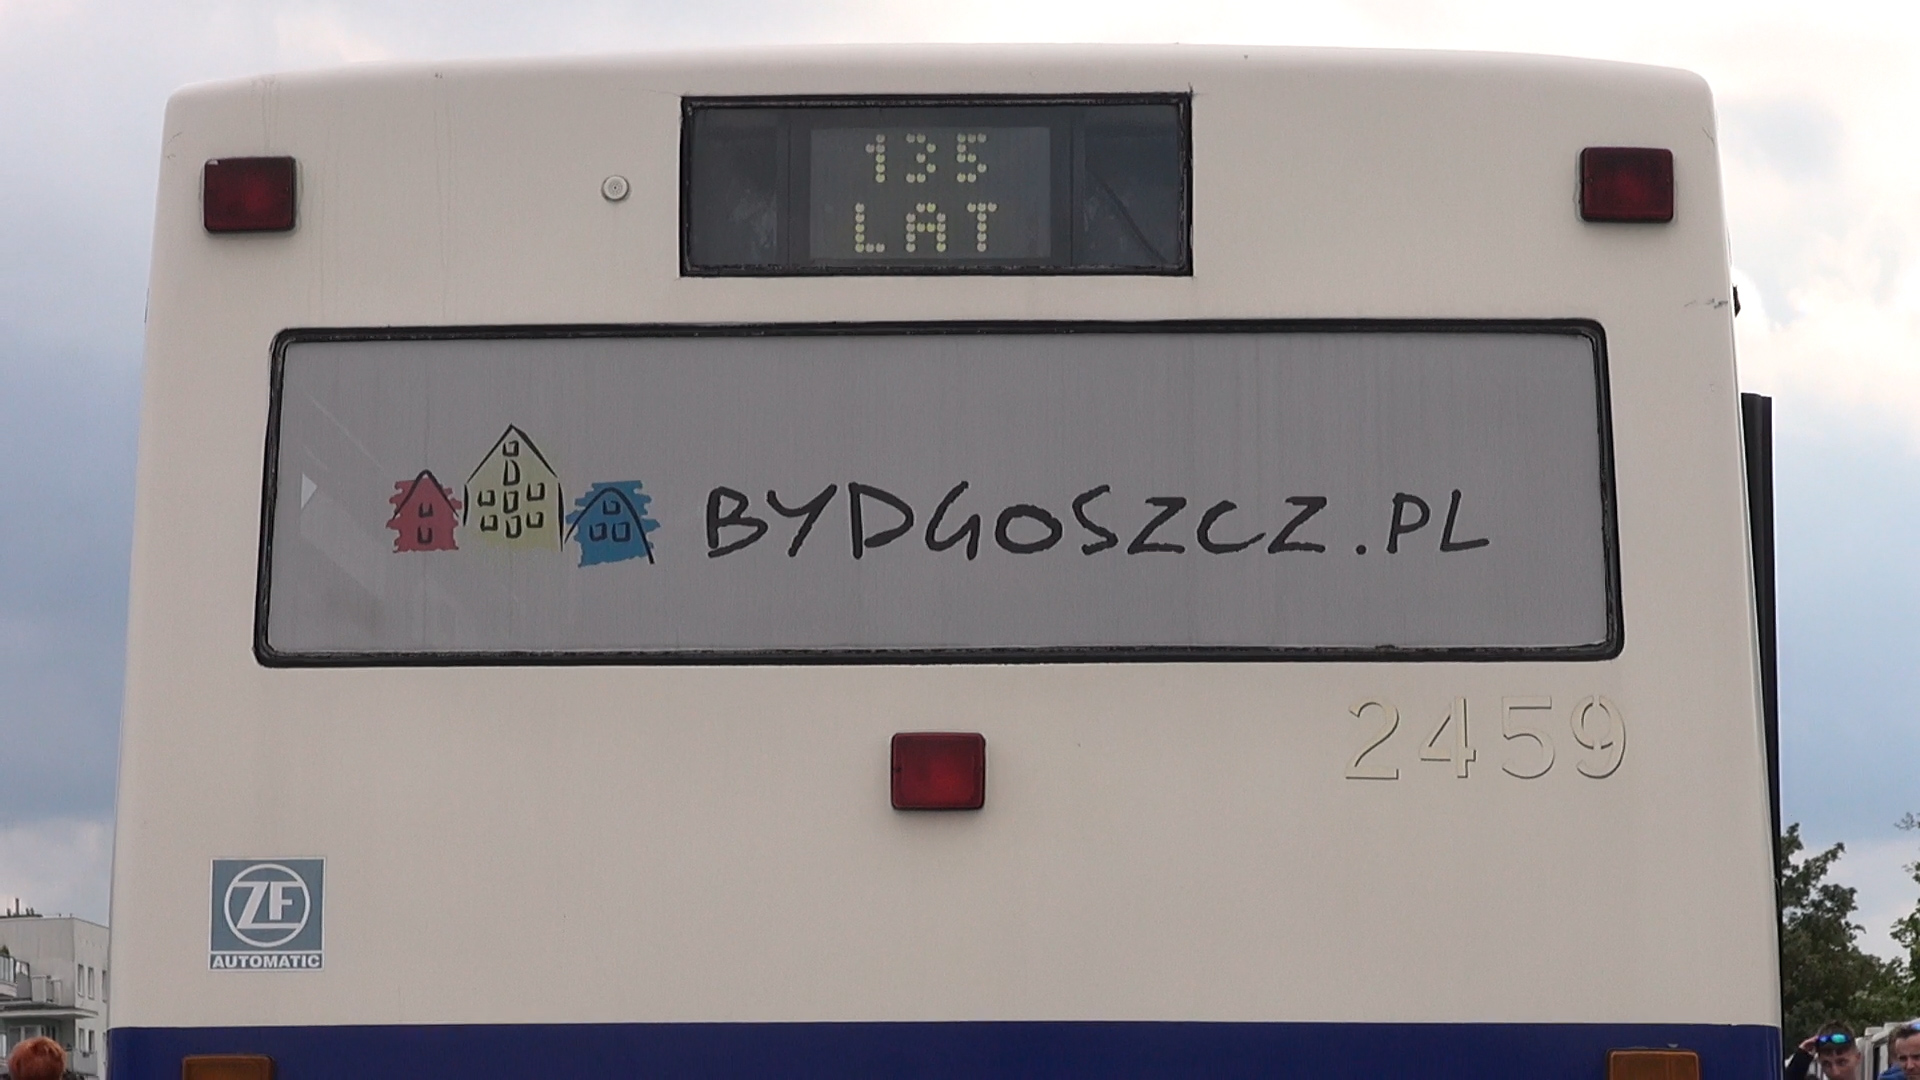 135
LAT
BYDGOSZCZ.PL
2459
ZF
AUTOMATIC